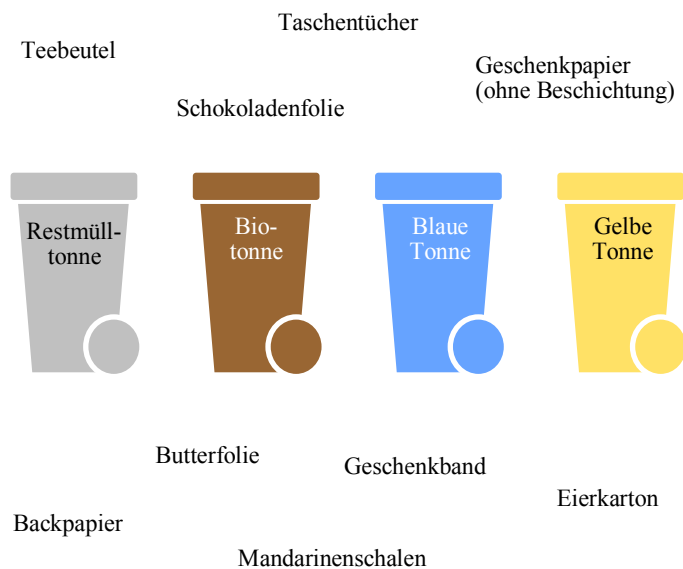 Taschentücher
Teebeutel
Geschenkpapier
(ohne Beschichtung)
Schokoladenfolie
Restmüll-
tonne
Bio-
tonne
Blaue
Tonne
Gelbe
Tonne
Butterfolie
Geschenkband
Eierkarton
Backpapier
Mandarinenschalen